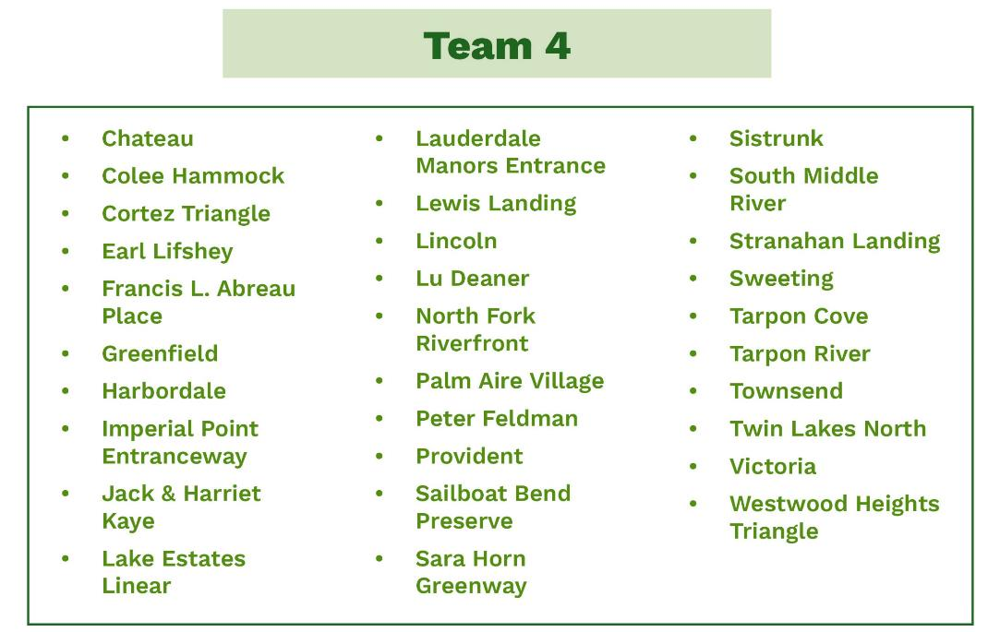 Team 4
• Chateau
• Colee Hammock
• Cortez Triangle
• Earl Lifshey
• Francis L. Abreau
Place
• Greenfield
• Harbordale
• Imperial Point
Entranceway
• Jack & Harriet
Kaye
• Lake Estates
Linear
• Lauderdale
Manors Entrance
• Lewis Landing
• Lincoln
• Lu Deaner
• North Fork
Riverfront
• Palm Aire Village
• Peter Feldman
• Provident
• Sailboat Bend
Preserve
• Sara Horn
Greenway
• Sistrunk
• South Middle
River
• Stranahan Landing
• Sweeting
• Tarpon Cove
• Tarpon River
• Townsend
• Twin Lakes North
• Victoria
• Westwood Heights
Triangle